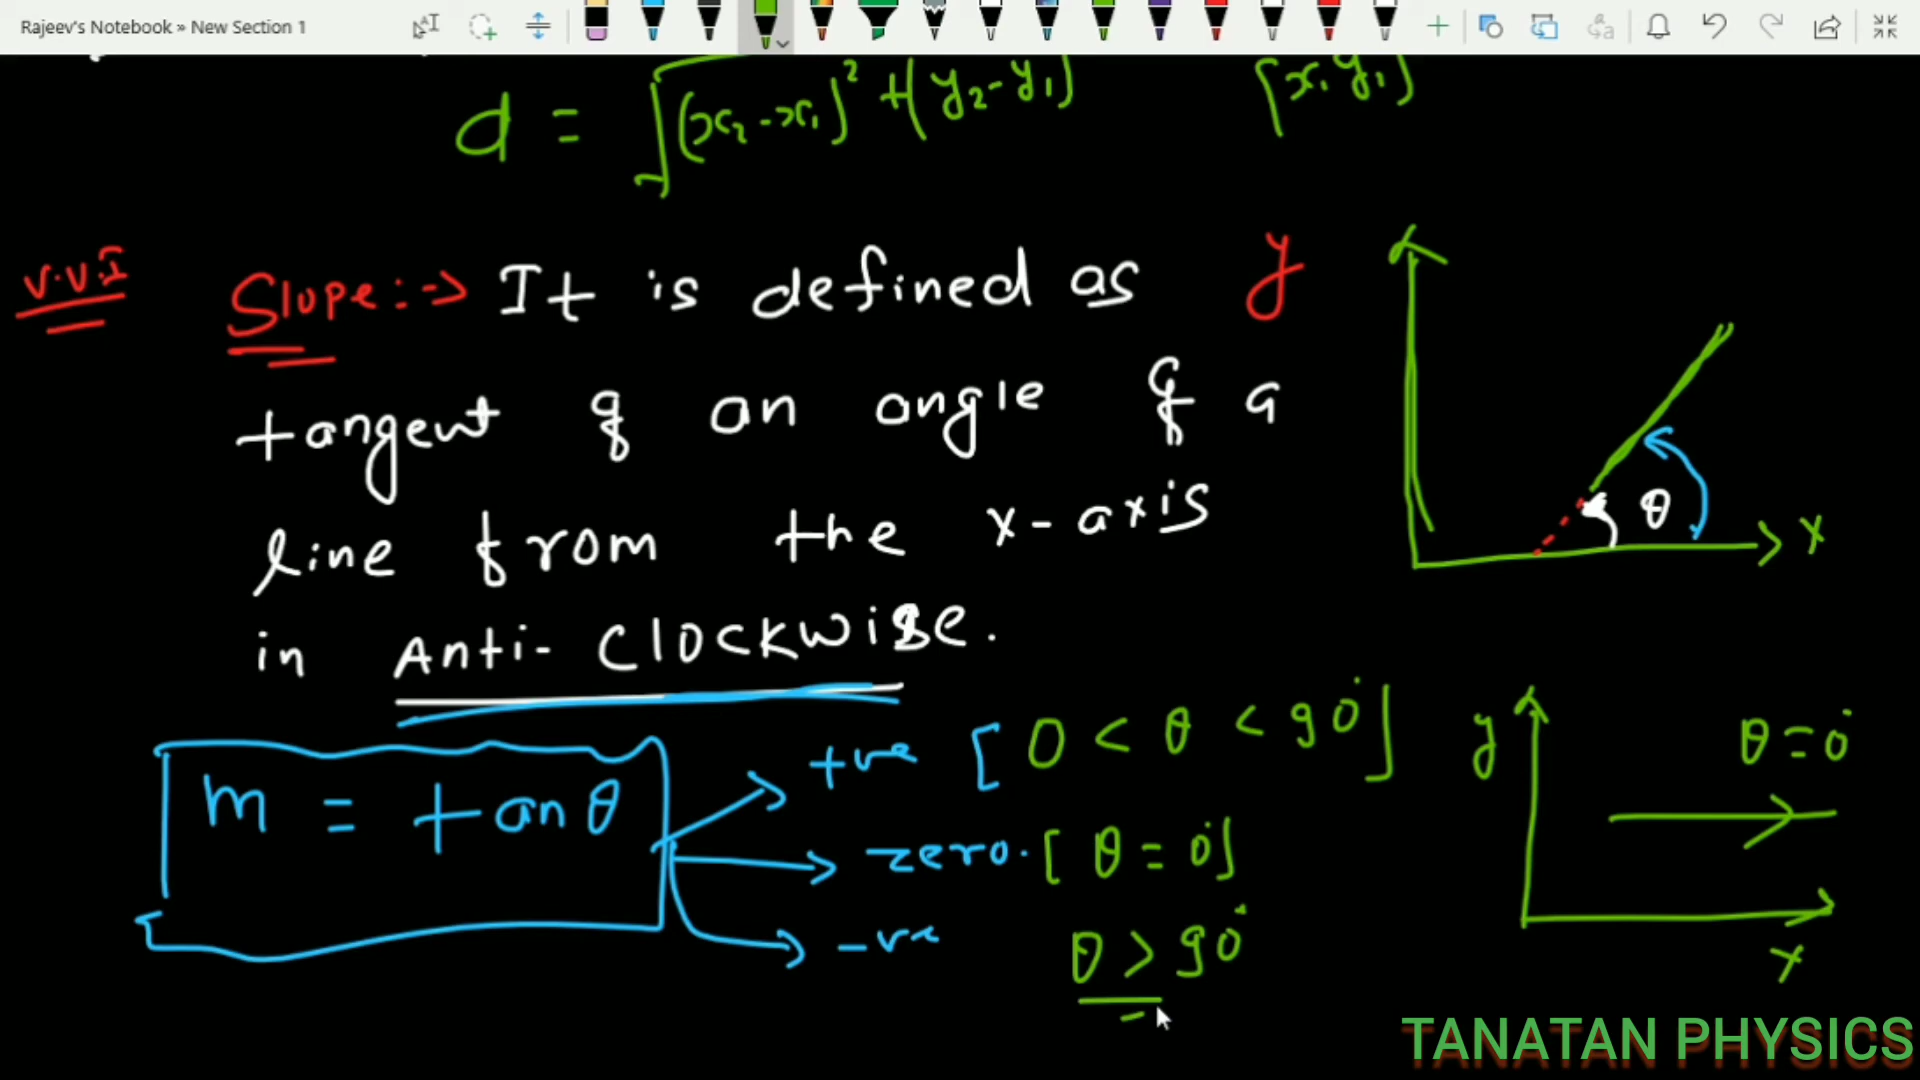 Rajeev's Notebook » New Section 1
d = √(x₂-x₁)² + (y₂-y₁)
(x₁ y₁)
V.V.I
Slope:-> It is defined as
tangent of an angle of a
line from the x-axis
in Anti-Clockwise.
y
θ
x
m = tanθ
+ve [0 < θ < 90°]
zero. [θ = 0°]
-ve θ > 90°
y
θ = 0°
x
TANATAN PHYSICS